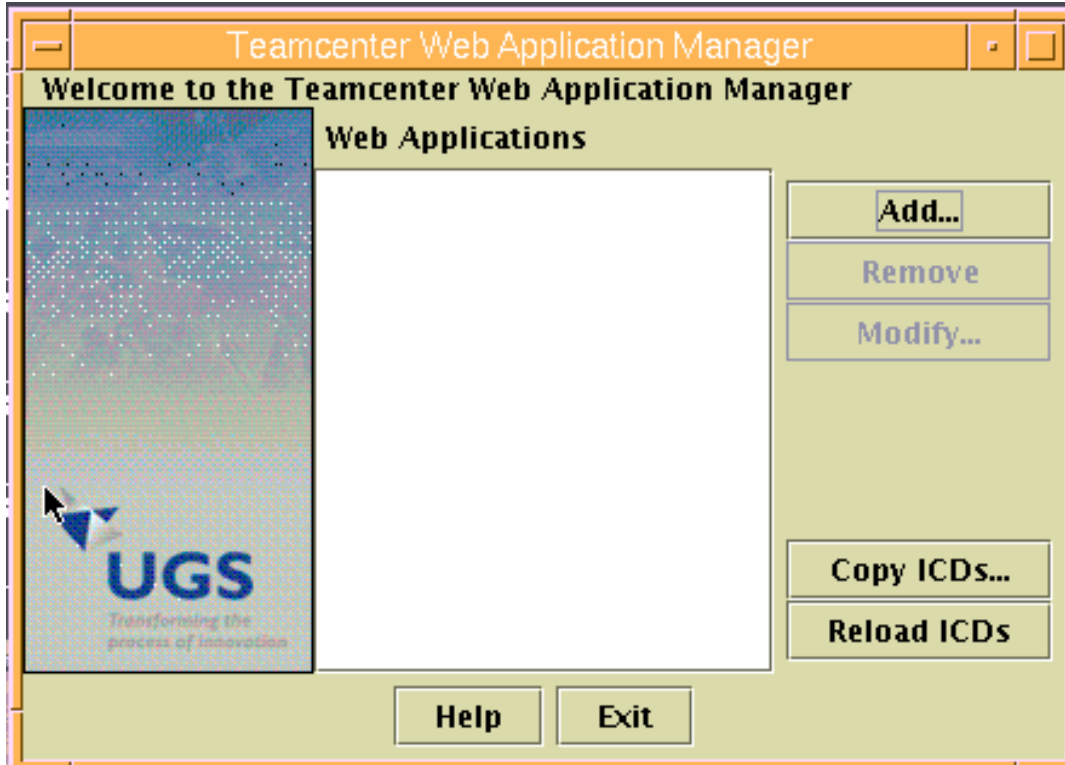 Teamcenter Web Application Manager
Welcome to the Teamcenter Web Application Manager
Web Applications
Add...
Remove
Modify...
UGS
Transforming the
process of innovation
Copy ICDs...
Reload ICDs
Help
Exit